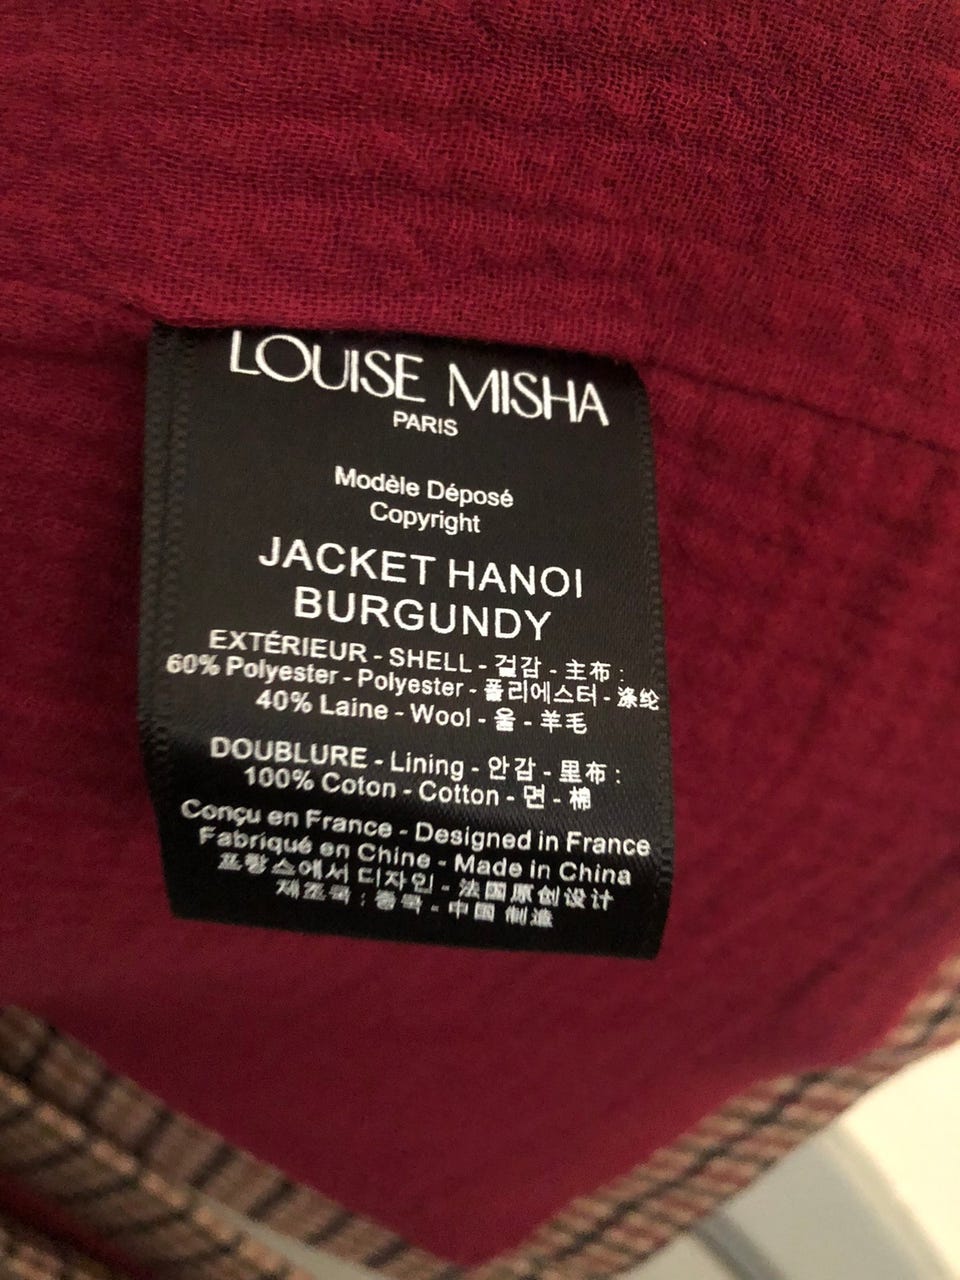 LOUISE MISHA
PARIS
Modèle Déposé
Copyright
JACKET HANOI
BURGUNDY
EXTÉRIEUR - SHELL - 겉감 - 主布 :
60% Polyester - Polyester - 폴리에스터 - 涤纶
40% Laine - Wool - 울 - 羊毛
DOUBLURE - Lining - 안감 - 里布 :
100% Coton - Cotton - 면 - 棉
Conçu en France - Designed in France
Fabriqué en Chine - Made in China
프랑스에서 디자인 - 法国原创设计
제조국 : 중국 - 中国 制造